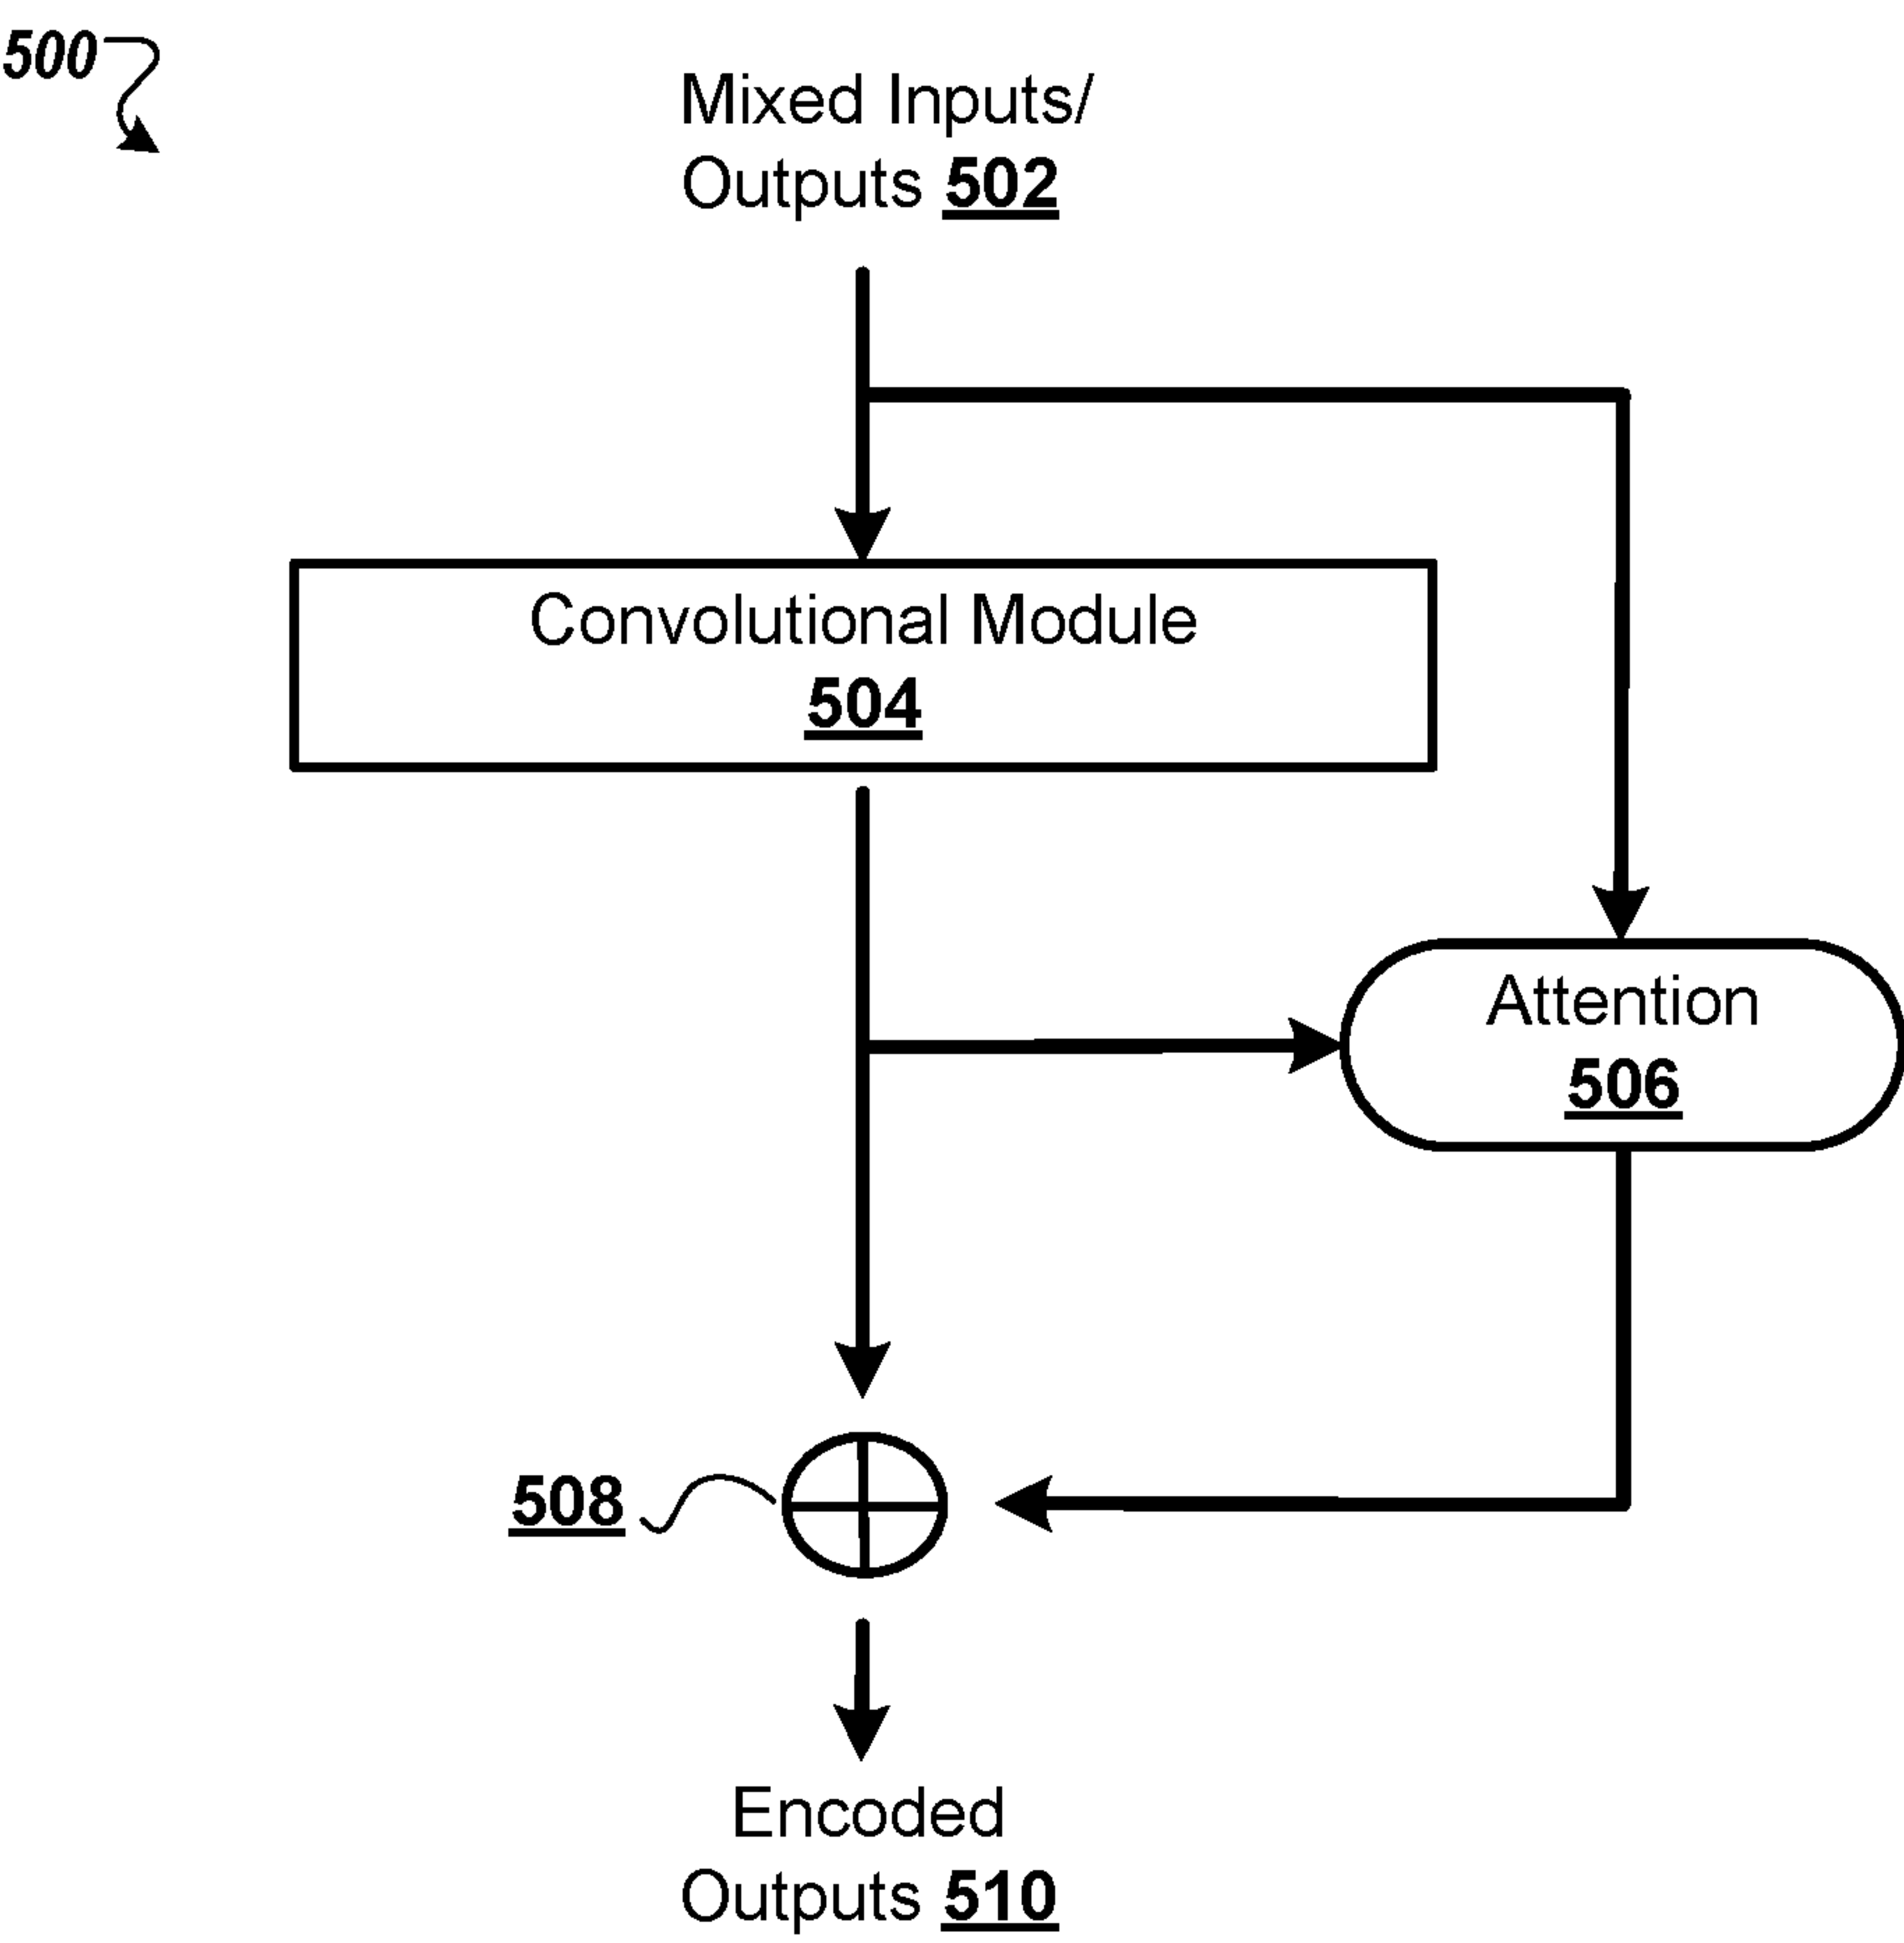 500
Mixed Inputs/
Outputs 502
Convolutional Module
504
Attention
506
508
Encoded
Outputs 510